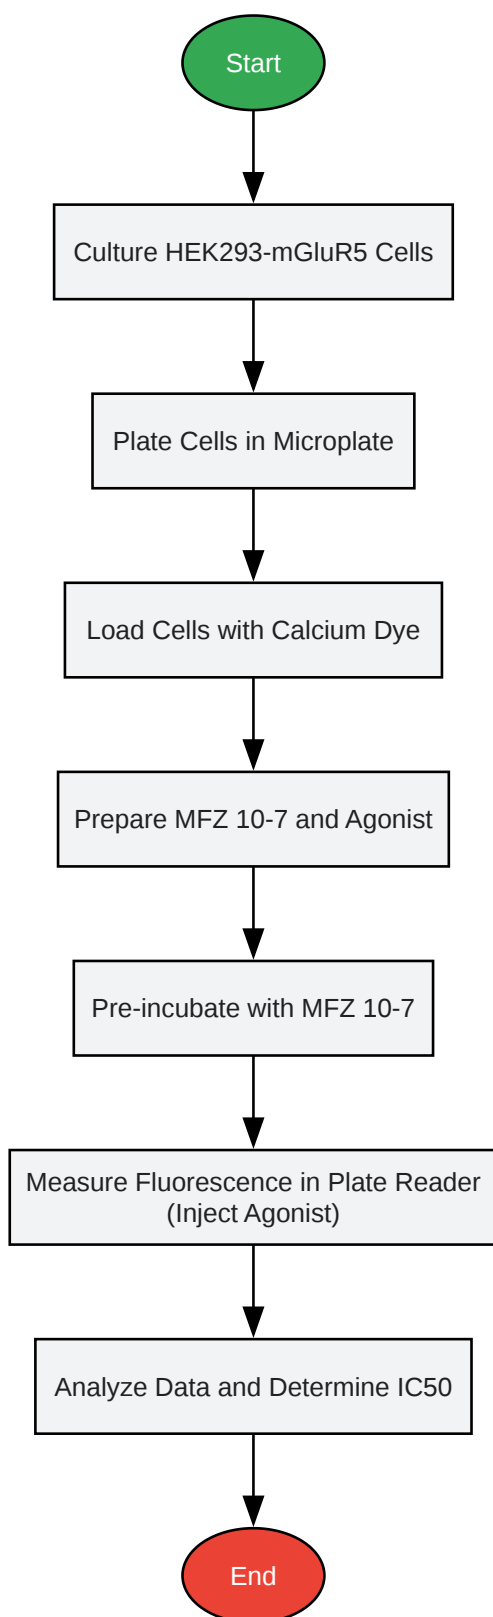 Start
Culture HEK293-mGluR5 Cells
Plate Cells in Microplate
Load Cells with Calcium Dye
Prepare MFZ 10-7 and Agonist
Pre-incubate with MFZ 10-7
Measure Fluorescence in Plate Reader
(Inject Agonist)
Analyze Data and Determine IC50
End